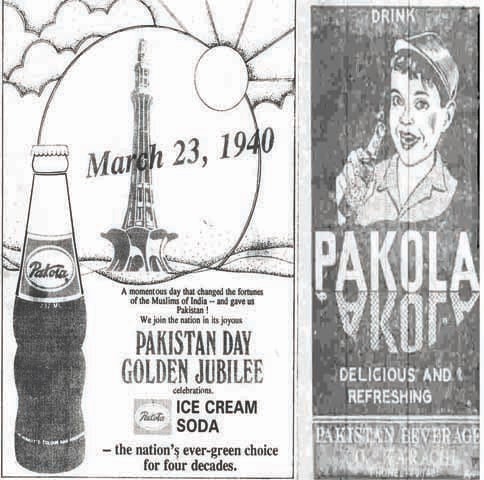 March 23, 1940
Pakola
A momentous day that changed the fortunes
of the Muslims of India -- and gave us
Pakistan !
We join the nation in its joyous
PAKISTAN DAY
GOLDEN JUBILEE
celebrations.
Pakola
ICE CREAM
SODA
– the nation's ever-green choice
for four decades.
DRINK
PAKOLA
PAKOLA
DELICIOUS AND
REFRESHING
PAKISTAN BEVERAGE
KARACHI